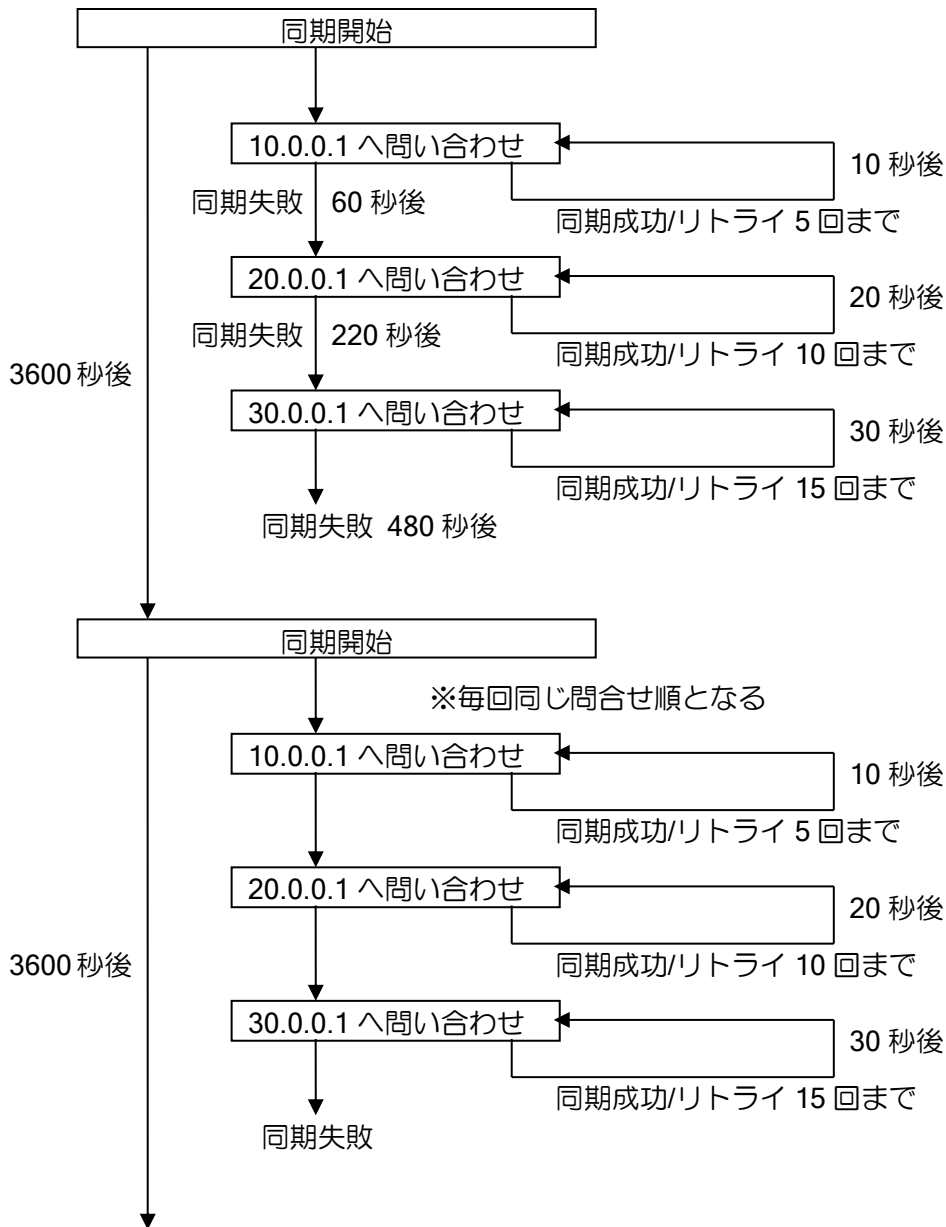 同期開始
10.0.0.1 へ問い合わせ
10 秒後
同期失敗 60 秒後
同期成功/リトライ 5 回まで
20.0.0.1 へ問い合わせ
20 秒後
同期失敗 220 秒後
同期成功/リトライ 10 回まで
3600 秒後
30.0.0.1 へ問い合わせ
30 秒後
同期成功/リトライ 15 回まで
同期失敗 480 秒後
同期開始
※毎回同じ問合せ順となる
10.0.0.1 へ問い合わせ
10 秒後
同期成功/リトライ 5 回まで
20.0.0.1 へ問い合わせ
20 秒後
3600 秒後
同期成功/リトライ 10 回まで
30.0.0.1 へ問い合わせ
30 秒後
同期成功/リトライ 15 回まで
同期失敗